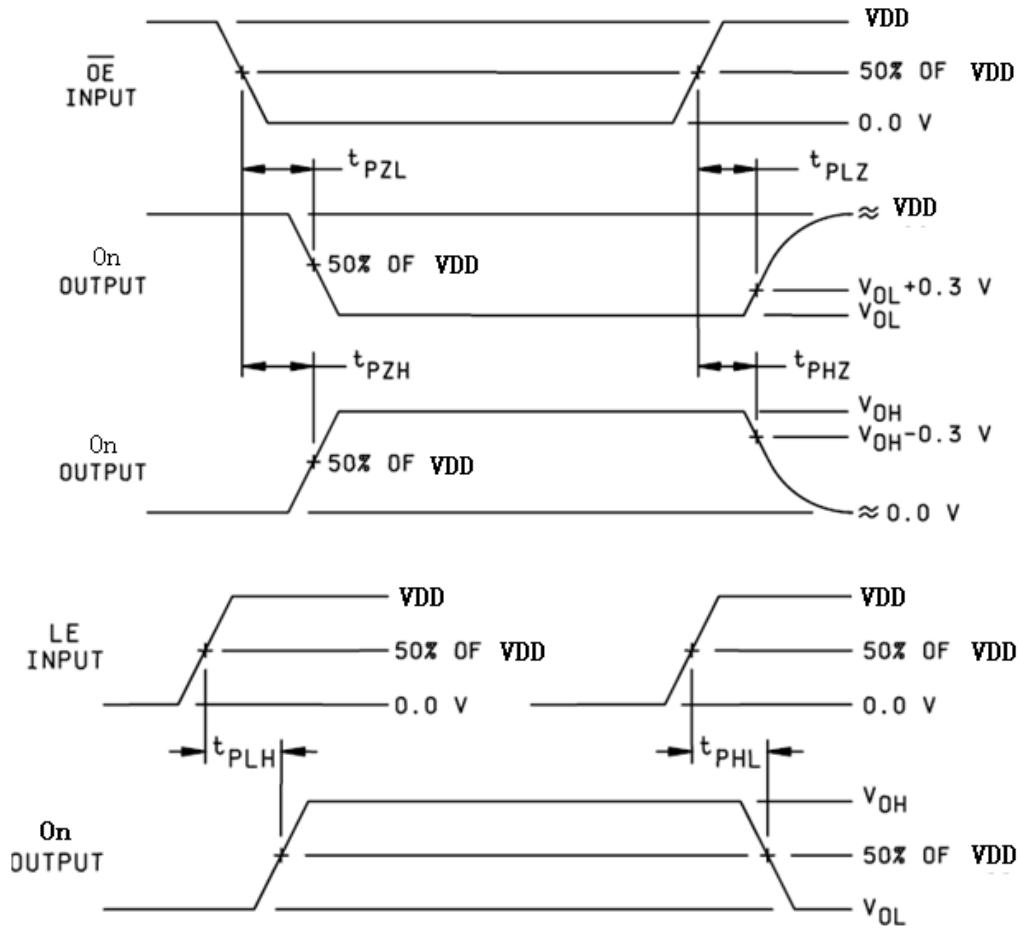 VDD
OE
INPUT
50% OF VDD
0.0 V
tPZL
tPLZ
≈ VDD
On
OUTPUT
50% OF VDD
VOL+0.3 V
VOL
tPZH
tPHZ
VOH
VOH-0.3 V
On
OUTPUT
50% OF VDD
≈ 0.0 V
VDD
VDD
LE
INPUT
50% OF VDD
50% OF VDD
0.0 V
0.0 V
tPLH
tPHL
VOH
On
OUTPUT
50% OF VDD
VOL